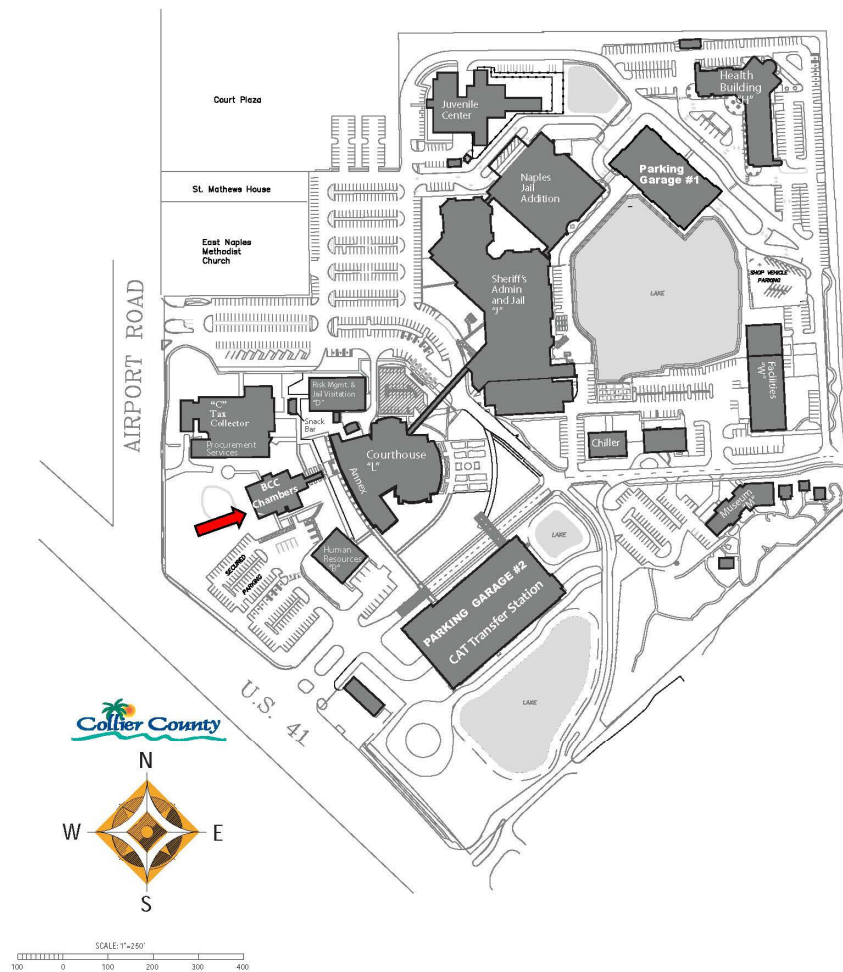 Court Plaza
Juvenile
Center
Health
Building
"H"
Naples
Jail
Addition
Parking
Garage #1
St. Mathews House
East Naples
Methodist
Church
Sheriff's
Admin
and Jail
"J"
LAKE
SHOP VEHICLE
PARKING
AIRPORT ROAD
Facilities
"W"
Risk Mgmt. &
Jail Visitation
"D"
"C"
Tax
Collector
Snack
Bar
Procurement
Services
Courthouse
"L"
Annex
Chiller
BCC
Chambers
Museum
"M"
SECURED
PARKING
Human
Resources
LAKE
PARKING GARAGE #2
CAT Transfer Station
U.S. 41
LAKE
Collier County
N
W
E
S
SCALE: 1"=250'
100 0 100 200 300 400